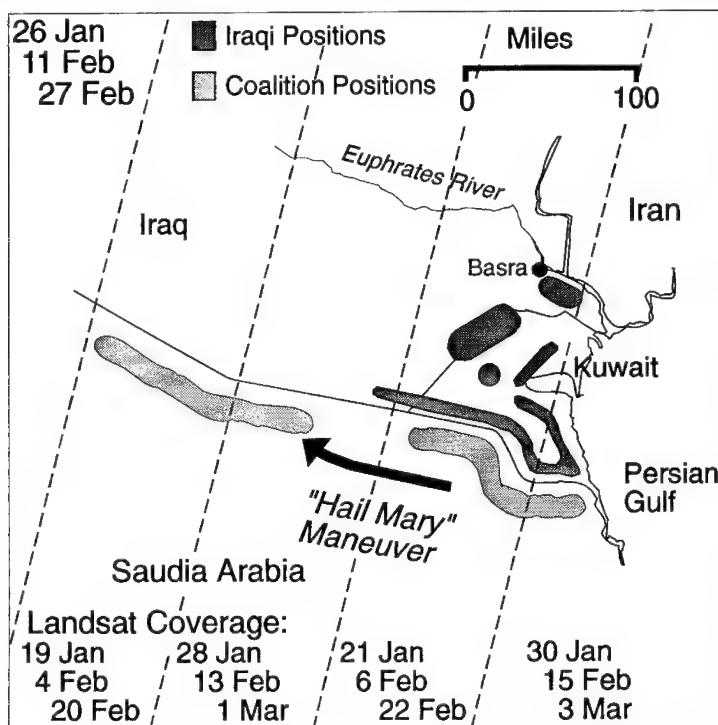 26 Jan
11 Feb
27 Feb
Iraqi Positions
Coalition Positions
Miles
0 100
Euphrates River
Iraq
Iran
Basra
Kuwait
Persian
Gulf
"Hail Mary"
Maneuver
Saudia Arabia
Landsat Coverage:
19 Jan
4 Feb
20 Feb
28 Jan
13 Feb
1 Mar
21 Jan
6 Feb
22 Feb
30 Jan
15 Feb
3 Mar